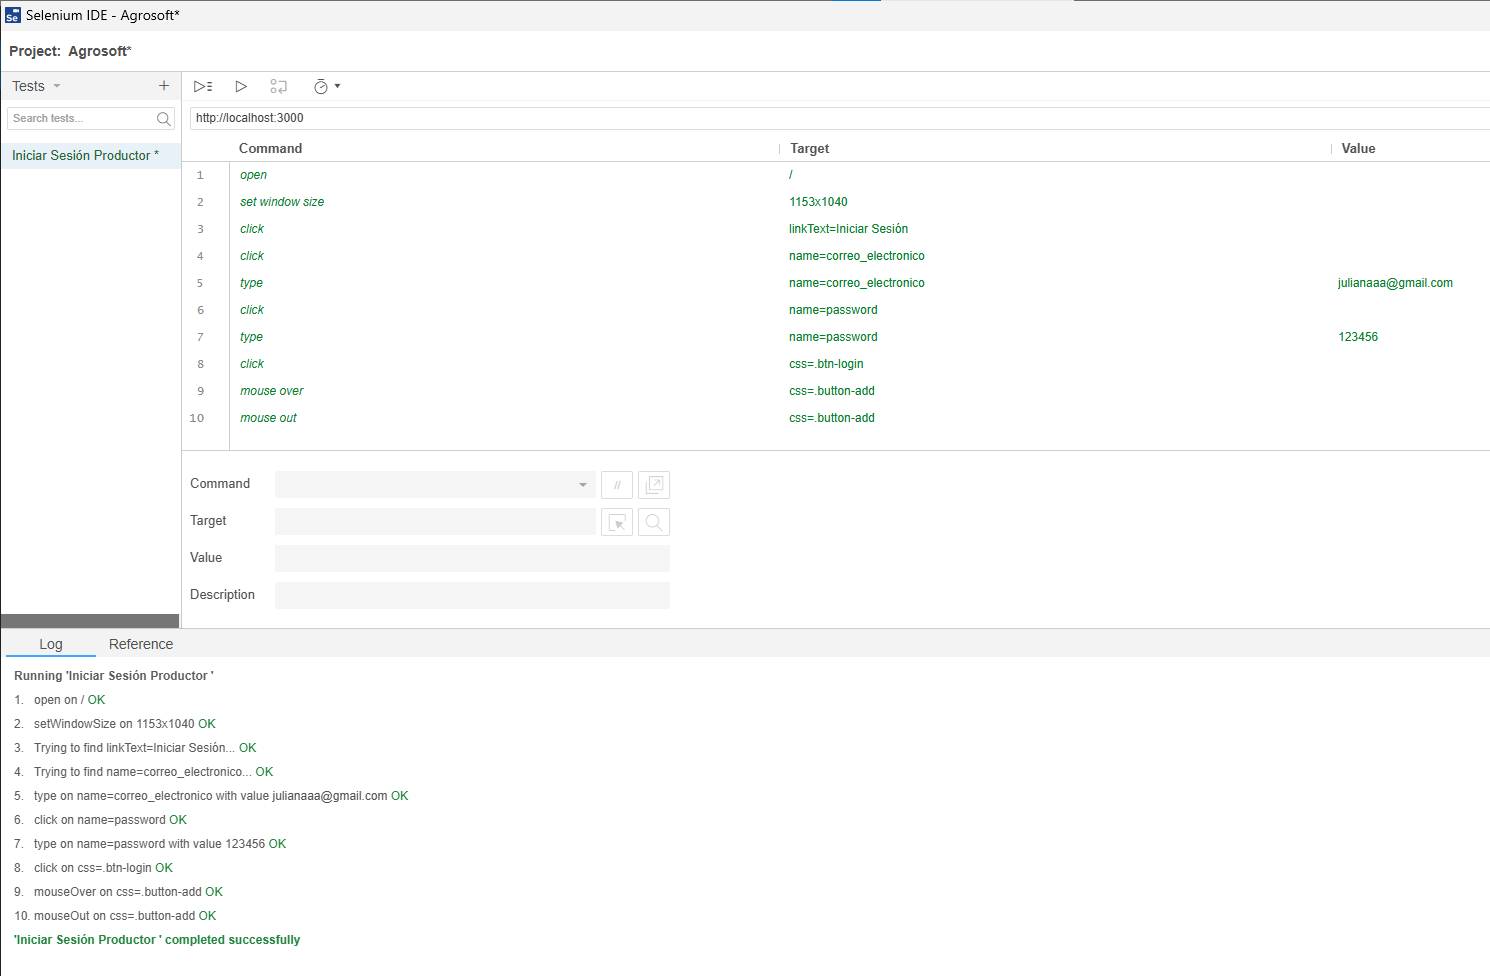 Selenium IDE - Agrosoft*
Project: Agrosoft*
Tests
Search tests...
Iniciar Sesión Productor *
http://localhost:3000
Command Target Value
1 open /
2 set window size 1153x1040
3 click linkText=Iniciar Sesión
4 click name=correo_electronico
5 type name=correo_electronico julianaaa@gmail.com
6 click name=password
7 type name=password 123456
8 click css=.btn-login
9 mouse over css=.button-add
10 mouse out css=.button-add
Command //
Target
Value
Description
Log Reference
Running 'Iniciar Sesión Productor '
1. open on / OK
2. setWindowSize on 1153x1040 OK
3. Trying to find linkText=Iniciar Sesión... OK
4. Trying to find name=correo_electronico... OK
5. type on name=correo_electronico with value julianaaa@gmail.com OK
6. click on name=password OK
7. type on name=password with value 123456 OK
8. click on css=.btn-login OK
9. mouseOver on css=.button-add OK
10. mouseOut on css=.button-add OK
'Iniciar Sesión Productor ' completed successfully